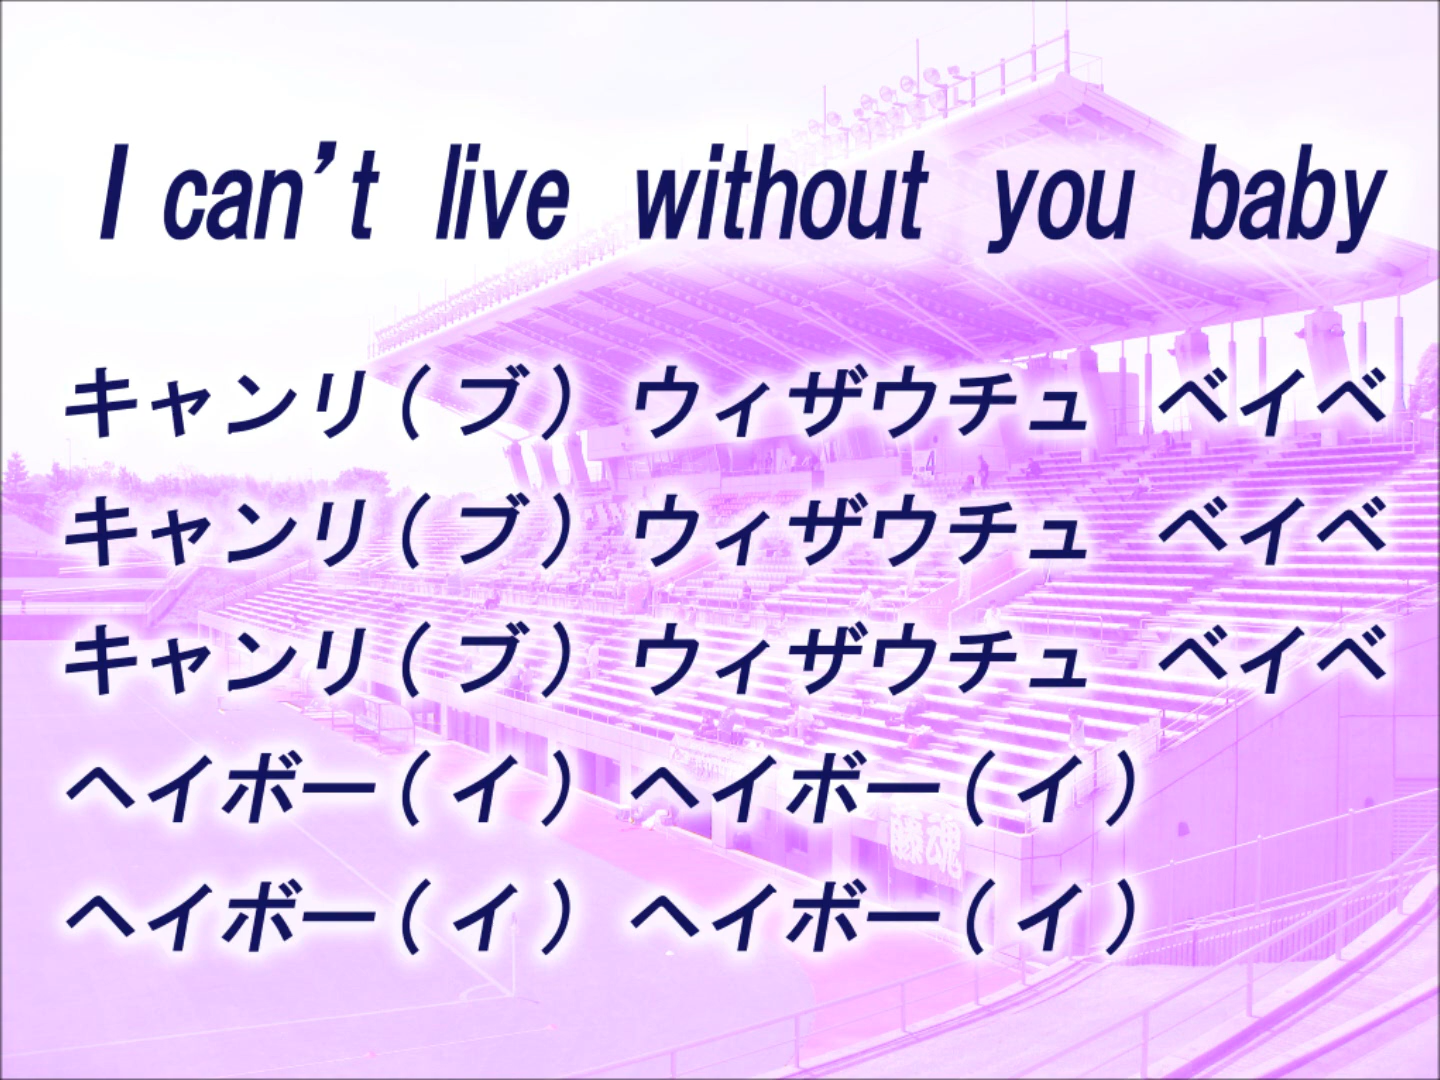 I can't live without you baby
キャンリ(ブ) ウィザウチュ ベイベ
キャンリ(ブ) ウィザウチュ ベイベ
キャンリ(ブ) ウィザウチュ ベイベ
ヘイボー(イ) ヘイボー(イ)
ヘイボー(イ) ヘイボー(イ)
藤魂
4